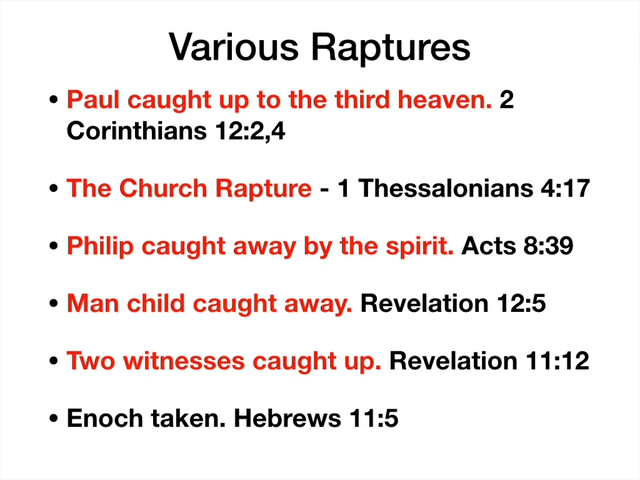 Various Raptures
• Paul caught up to the third heaven. 2
Corinthians 12:2,4
• The Church Rapture - 1 Thessalonians 4:17
• Philip caught away by the spirit. Acts 8:39
• Man child caught away. Revelation 12:5
• Two witnesses caught up. Revelation 11:12
• Enoch taken. Hebrews 11:5